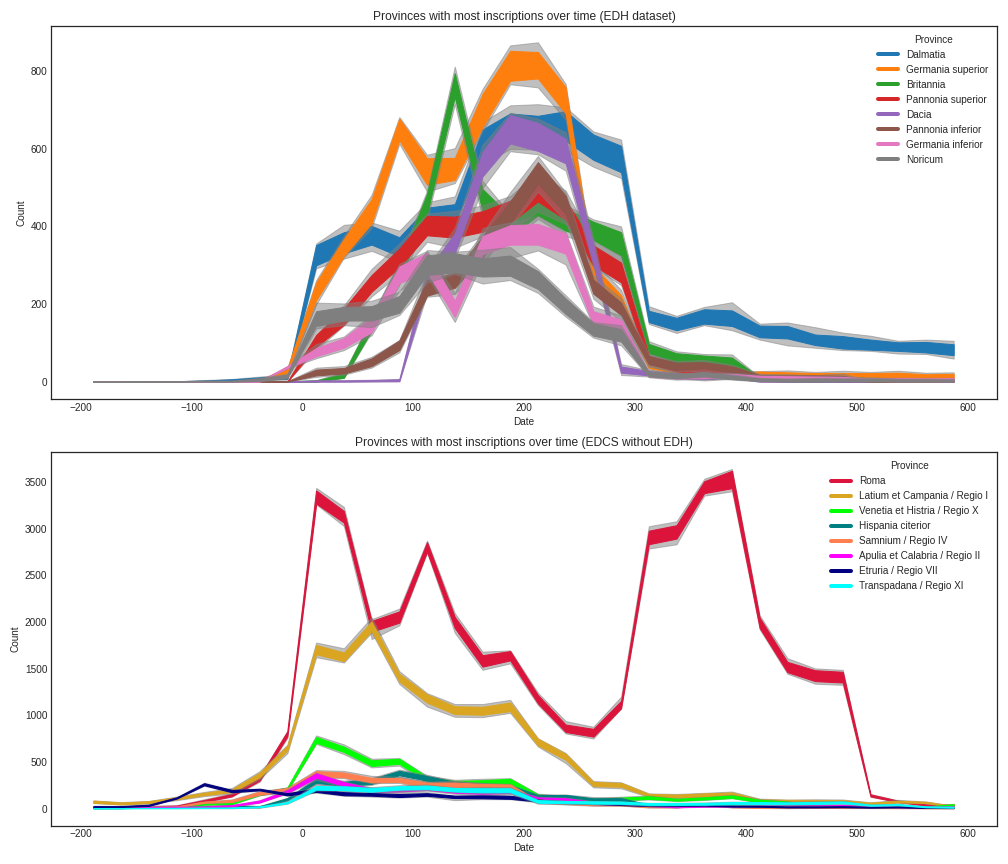 Provinces with most inscriptions over time (EDH dataset)
Province
Dalmatia
Germania superior
Britannia
Pannonia superior
Dacia
Pannonia inferior
Germania inferior
Noricum
Count
800
600
400
200
0
−200 −100 0 100 200 300 400 500 600
Date
Provinces with most inscriptions over time (EDCS without EDH)
Province
Roma
Latium et Campania / Regio I
Venetia et Histria / Regio X
Hispania citerior
Samnium / Regio IV
Apulia et Calabria / Regio II
Etruria / Regio VII
Transpadana / Regio XI
Count
3500
3000
2500
2000
1500
1000
500
0
−200 −100 0 100 200 300 400 500 600
Date